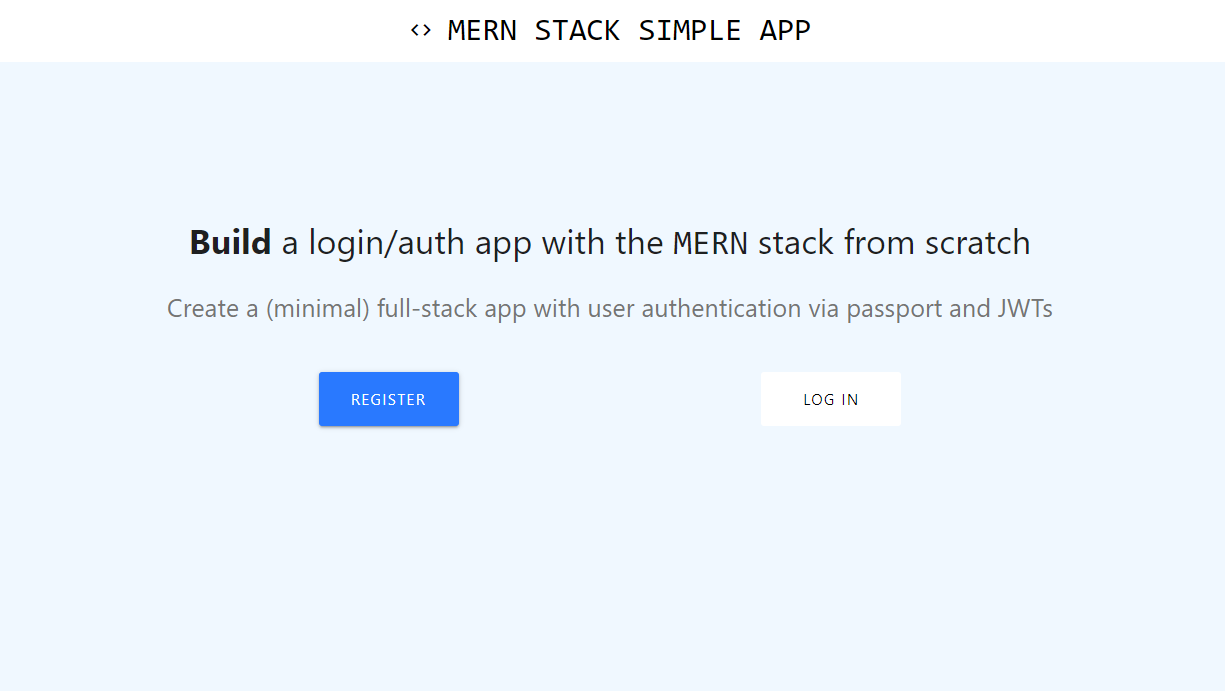 <> MERN STACK SIMPLE APP
Build a login/auth app with the MERN stack from scratch
Create a (minimal) full-stack app with user authentication via passport and JWTs
REGISTER
LOG IN